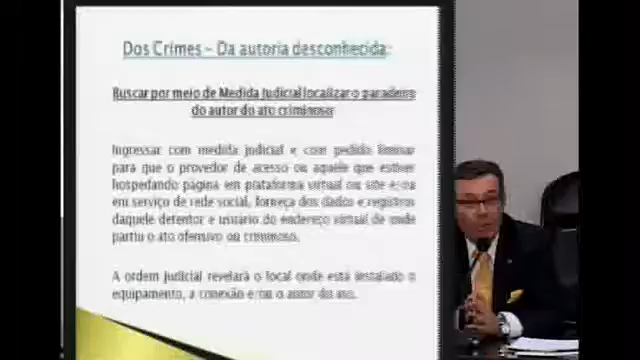 Dos Crimes – Da autoria desconhecida:
Buscar por meio de Medida Judicial localizar o paradeiro
do autor do ato criminoso
Ingressar com medida judicial e com pedido liminar
para que o provedor de acesso ou aquele que estiver
hospedando página em plataforma virtual ou site e/ou
em serviço de rede social, forneça dos dados e registros
daquele detentor e usuário do endereço virtual de onde
partiu o ato ofensivo ou criminoso.
A ordem judicial revelará o local onde está instalado o
equipamento, a conexão e/ou o autor do ato.